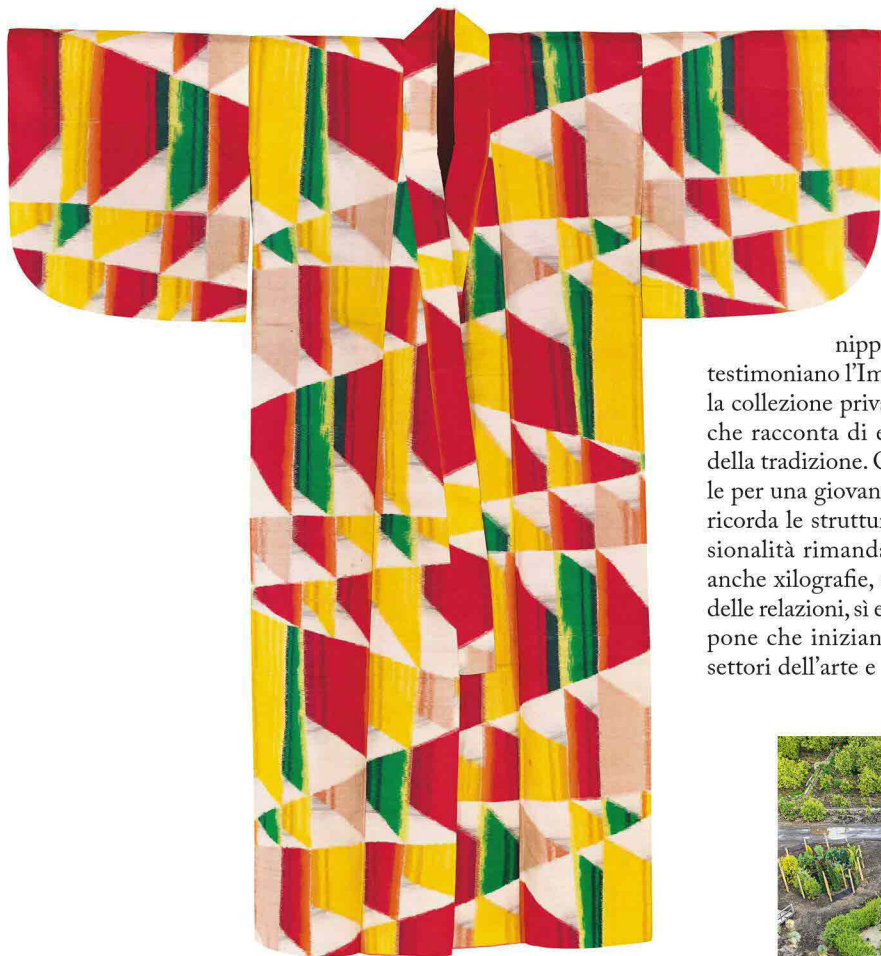 nipp
testimoniano l’Im
la collezione priv
che racconta di e
della tradizione. C
le per una giovan
ricorda le struttu
sionalità rimanda
anche xilografie,
delle relazioni, sì e
pone che inizian
settori dell’arte e